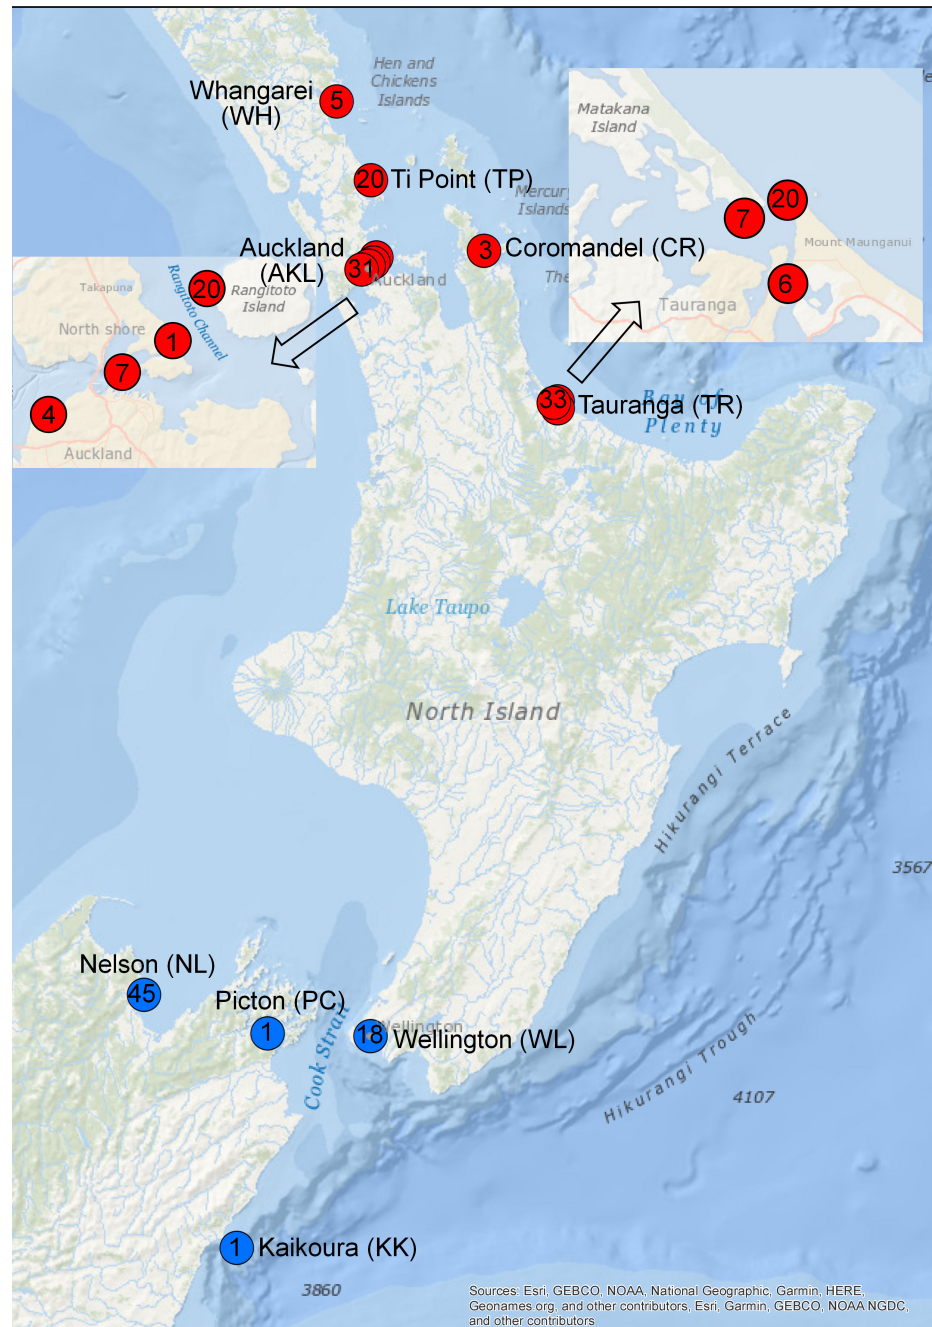 Hen and
Chickens
Islands
Whangarei
(WH)
5
20
Ti Point (TP)
Mercury
Islands
Auckland
(AKL)
31
Auckland
3
Coromandel (CR)
The
Matakana
Island
7
20
Mount Maunganui
6
Tauranga
Takapuna
Rangitoto Channel
20
Rangitoto
Island
North shore
1
7
4
Auckland
33
Tauranga (TR)
Bay of
Plenty
Lake Taupo
North Island
Hikurangi Terrace
3567
Nelson (NL)
45
Picton (PC)
1
Cook Strait
18
Wellington
Wellington (WL)
Hikurangi Trough
4107
1
Kaikoura (KK)
3860
Sources: Esri, GEBCO, NOAA, National Geographic, Garmin, HERE,
Geonames.org, and other contributors, Esri, Garmin, GEBCO, NOAA NGDC,
and other contributors